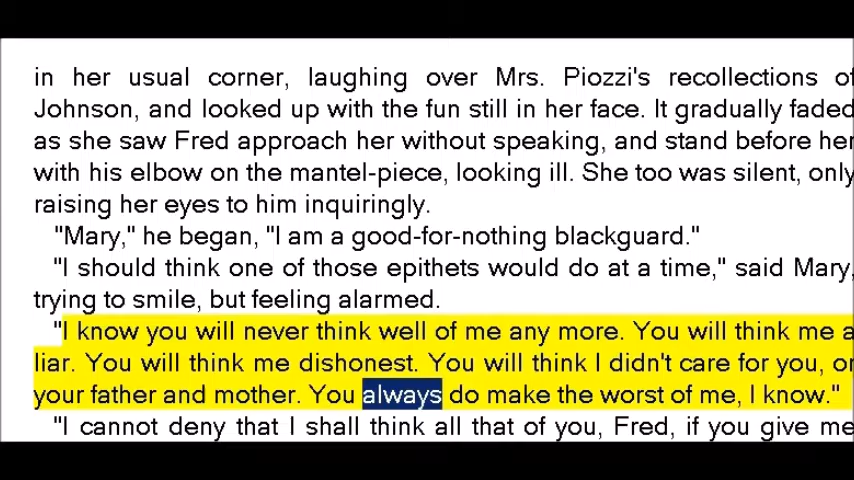 in her usual corner, laughing over Mrs. Piozzi's recollections of
Johnson, and looked up with the fun still in her face. It gradually faded
as she saw Fred approach her without speaking, and stand before her
with his elbow on the mantel-piece, looking ill. She too was silent, only
raising her eyes to him inquiringly.
"Mary," he began, "I am a good-for-nothing blackguard."
"I should think one of those epithets would do at a time," said Mary,
trying to smile, but feeling alarmed.
"I know you will never think well of me any more. You will think me a
liar. You will think me dishonest. You will think I didn't care for you, or
your father and mother. You always do make the worst of me, I know."
"I cannot deny that I shall think all that of you, Fred, if you give me